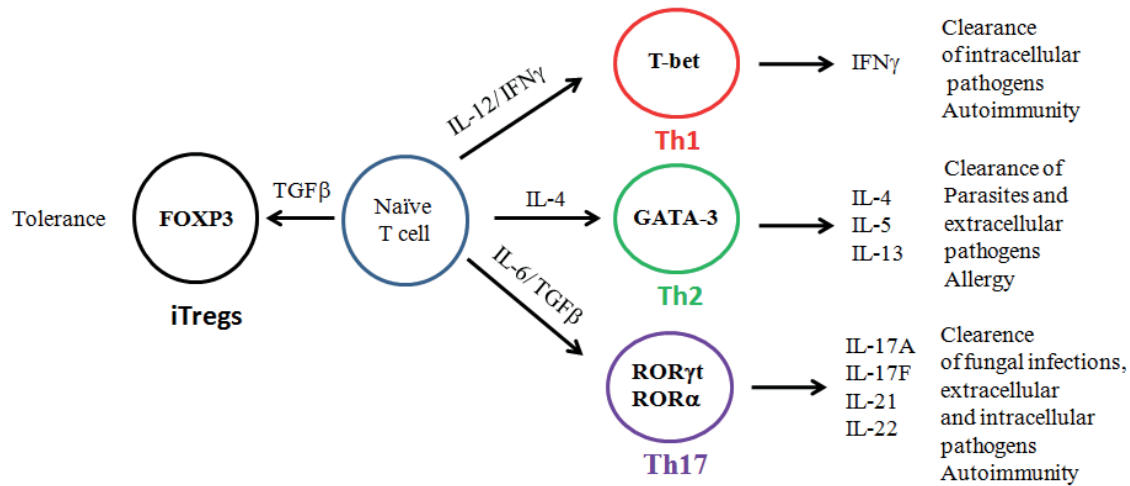 Tolerance
FOXP3
iTregs
TGFβ
Naïve
T cell
IL-12/IFNγ
T-bet
Th1
IFNγ
Clearance
of intracellular
pathogens
Autoimmunity
IL-4
GATA-3
Th2
IL-4
IL-5
IL-13
Clearance of
Parasites and
extracellular
pathogens
Allergy
IL-6/TGFβ
RORγt
RORα
Th17
IL-17A
IL-17F
IL-21
IL-22
Clearence
of fungal infections,
extracellular
and intracellular
pathogens
Autoimmunity